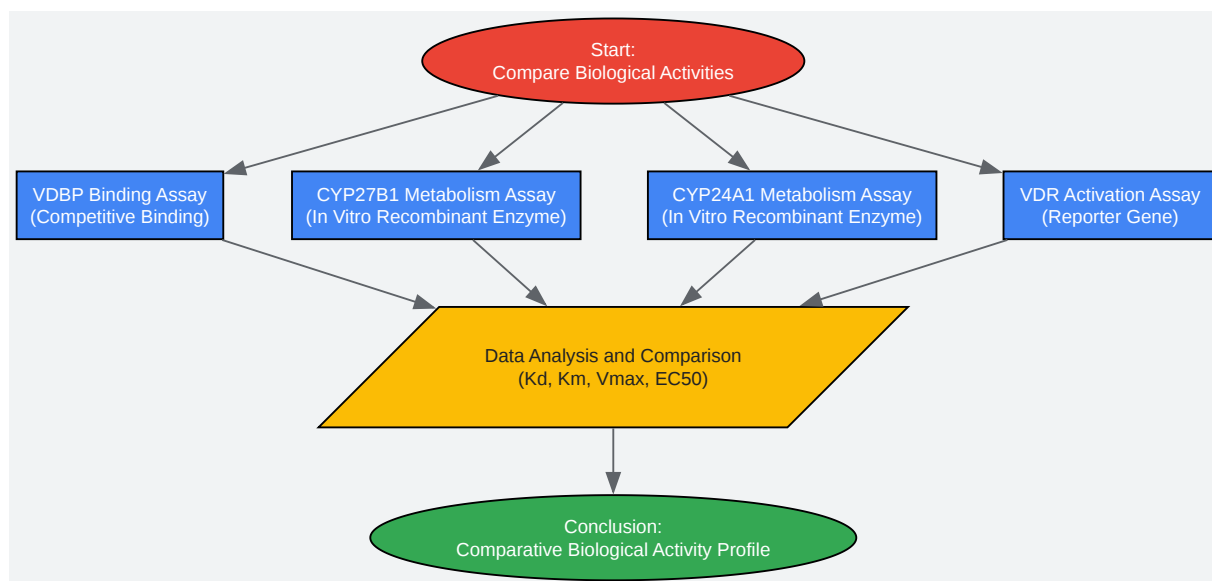 Start:
Compare Biological Activities
VDBP Binding Assay
(Competitive Binding)
CYP27B1 Metabolism Assay
(In Vitro Recombinant Enzyme)
CYP24A1 Metabolism Assay
(In Vitro Recombinant Enzyme)
VDR Activation Assay
(Reporter Gene)
Data Analysis and Comparison
(Kd, Km, Vmax, EC50)
Conclusion:
Comparative Biological Activity Profile